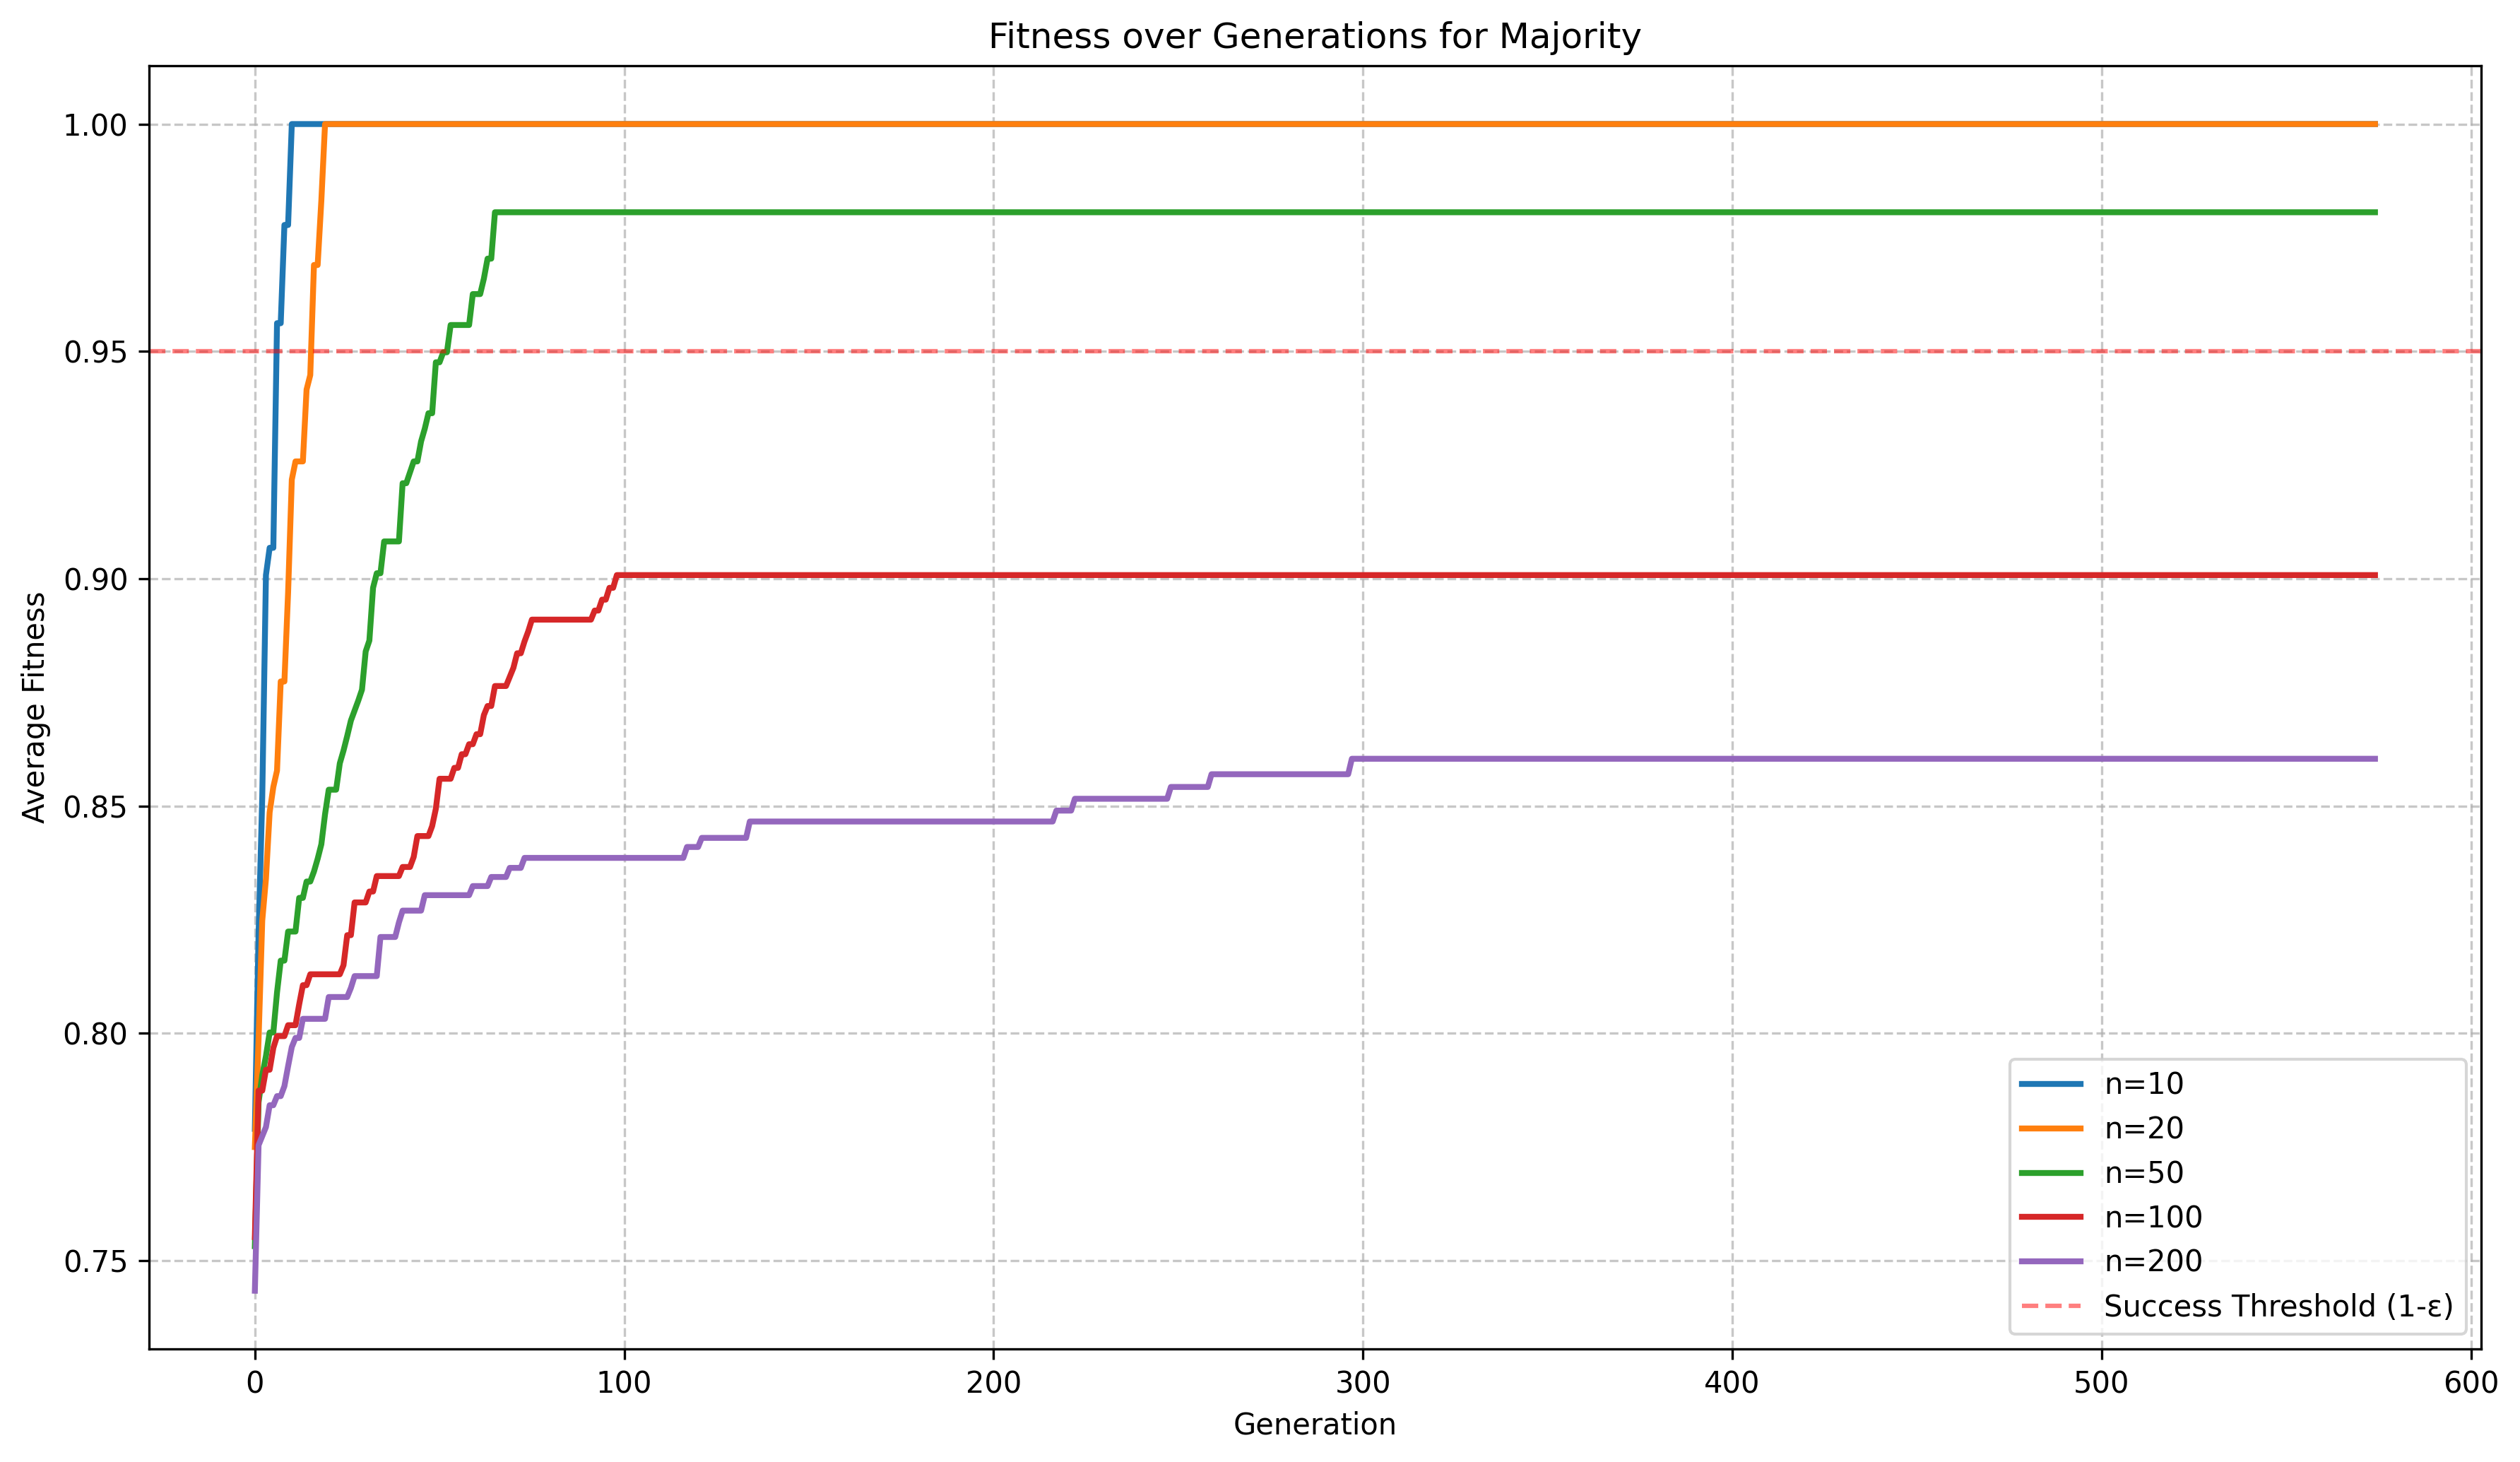 Fitness over Generations for Majority
Average Fitness
1.00
0.95
0.90
0.85
0.80
0.75
0
100
200
300
400
500
600
Generation
n=10
n=20
n=50
n=100
n=200
Success Threshold (1-ε)